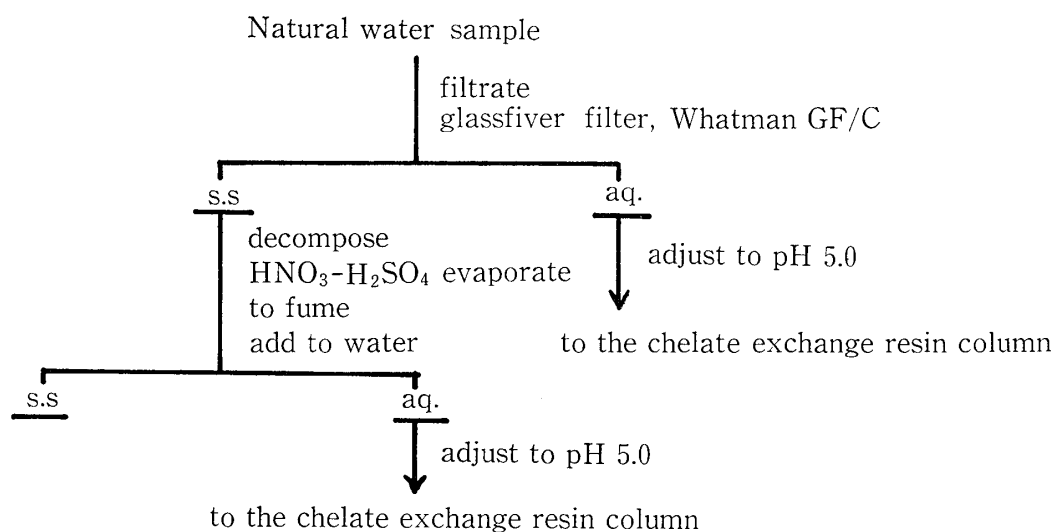 Natural water sample
filtrate
glassfiver filter, Whatman GF/C
s.s
aq.
decompose
HNO₃-H₂SO₄ evaporate
to fume
add to water
adjust to pH 5.0
to the chelate exchange resin column
s.s
aq.
adjust to pH 5.0
to the chelate exchange resin column